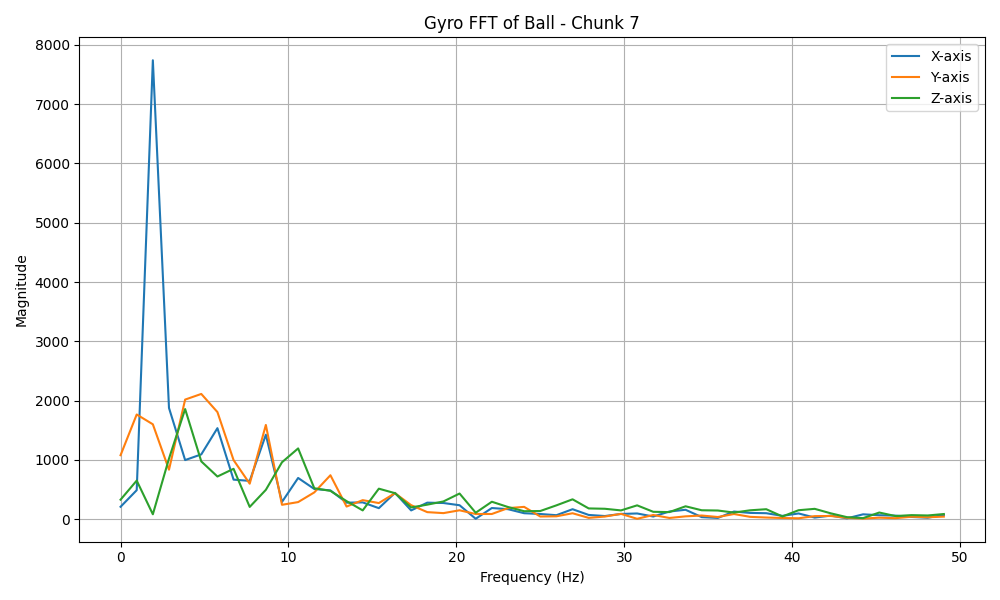 Gyro FFT of Ball - Chunk 7
X-axis
Y-axis
Z-axis
8000
7000
6000
5000
4000
3000
2000
1000
0
Magnitude
0 10 20 30 40 50
Frequency (Hz)